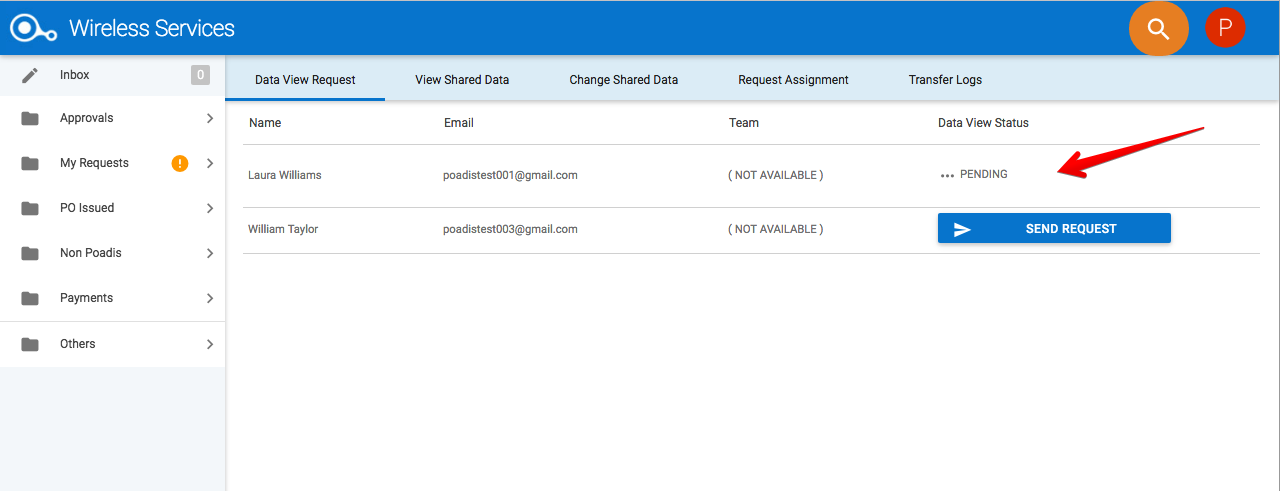 Wireless Services
P
Inbox 0
Approvals
My Requests !
PO Issued
Non Poadis
Payments
Others
Data View Request View Shared Data Change Shared Data Request Assignment Transfer Logs
Name Email Team Data View Status
Laura Williams poadistest001@gmail.com ( NOT AVAILABLE ) ... PENDING
William Taylor poadistest003@gmail.com ( NOT AVAILABLE ) SEND REQUEST